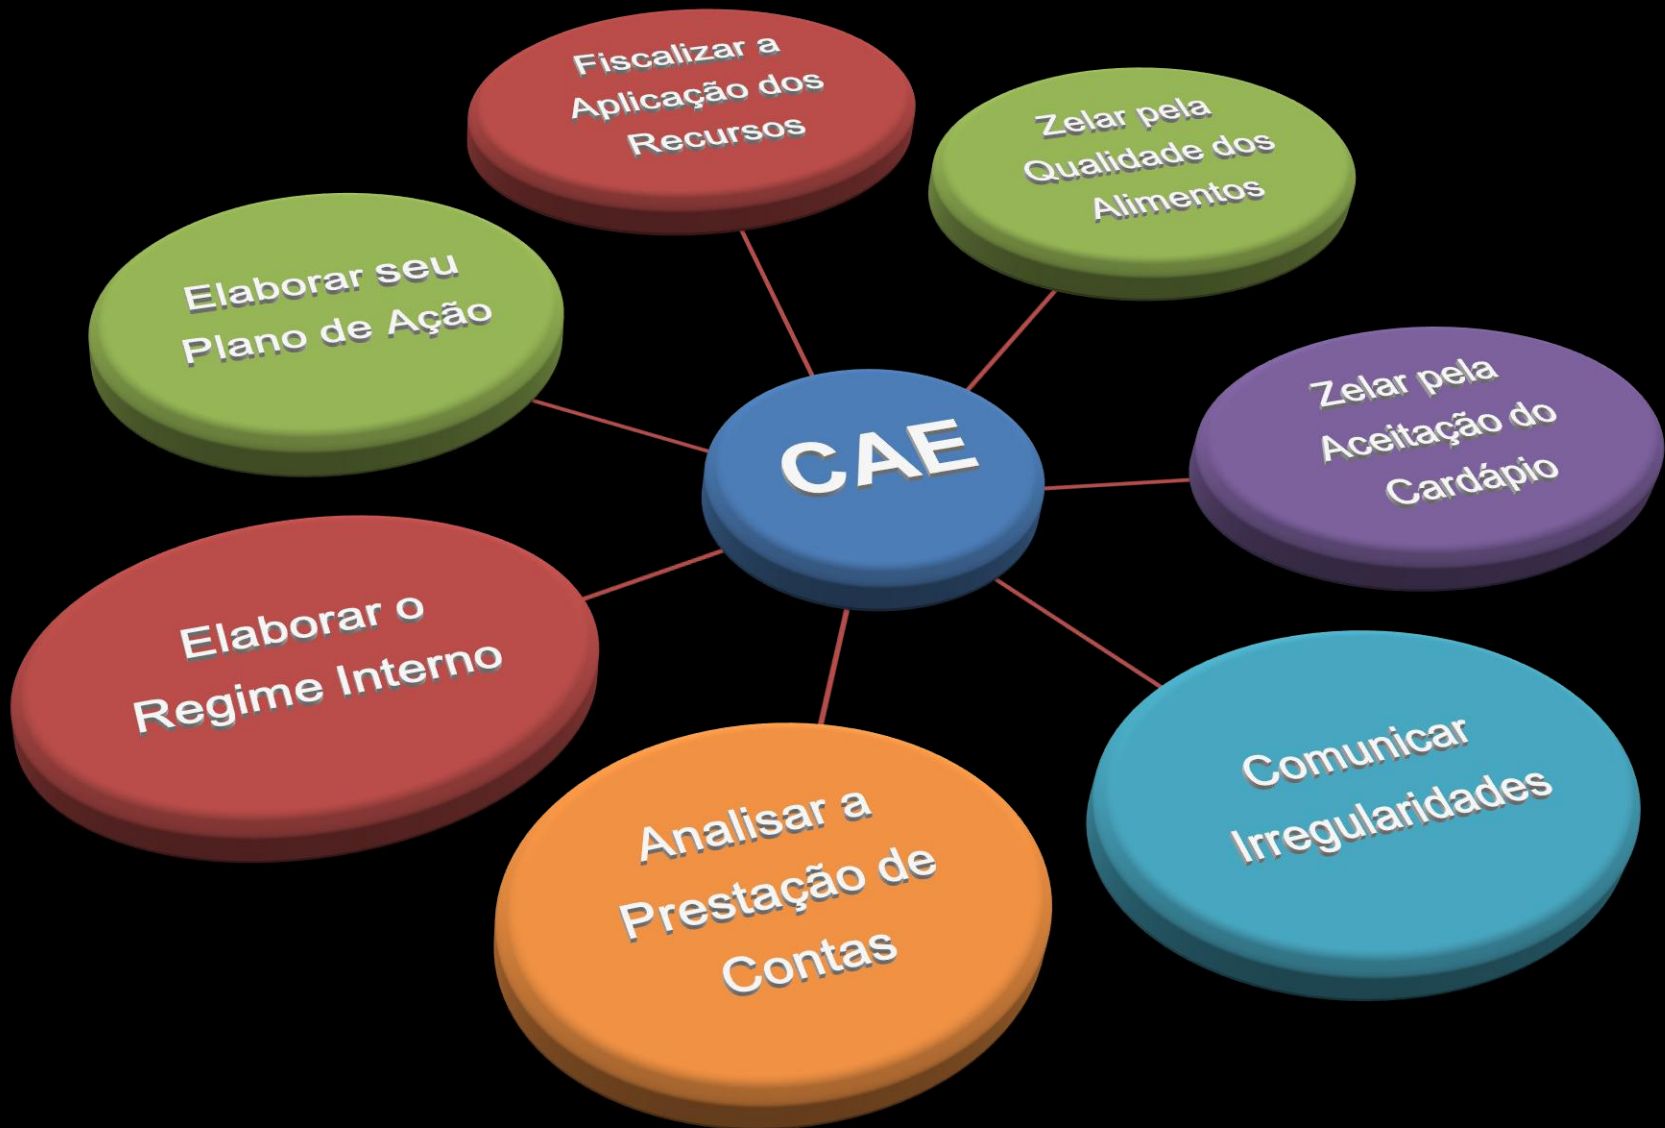 Fiscalizar a
Aplicação dos
Recursos
Zelar pela
Qualidade dos
Alimentos
Elaborar seu
Plano de Ação
Zelar pela
Aceitação do
Cardápio
CAE
Elaborar o
Regime Interno
Comunicar
Irregularidades
Analisar a
Prestação de
Contas